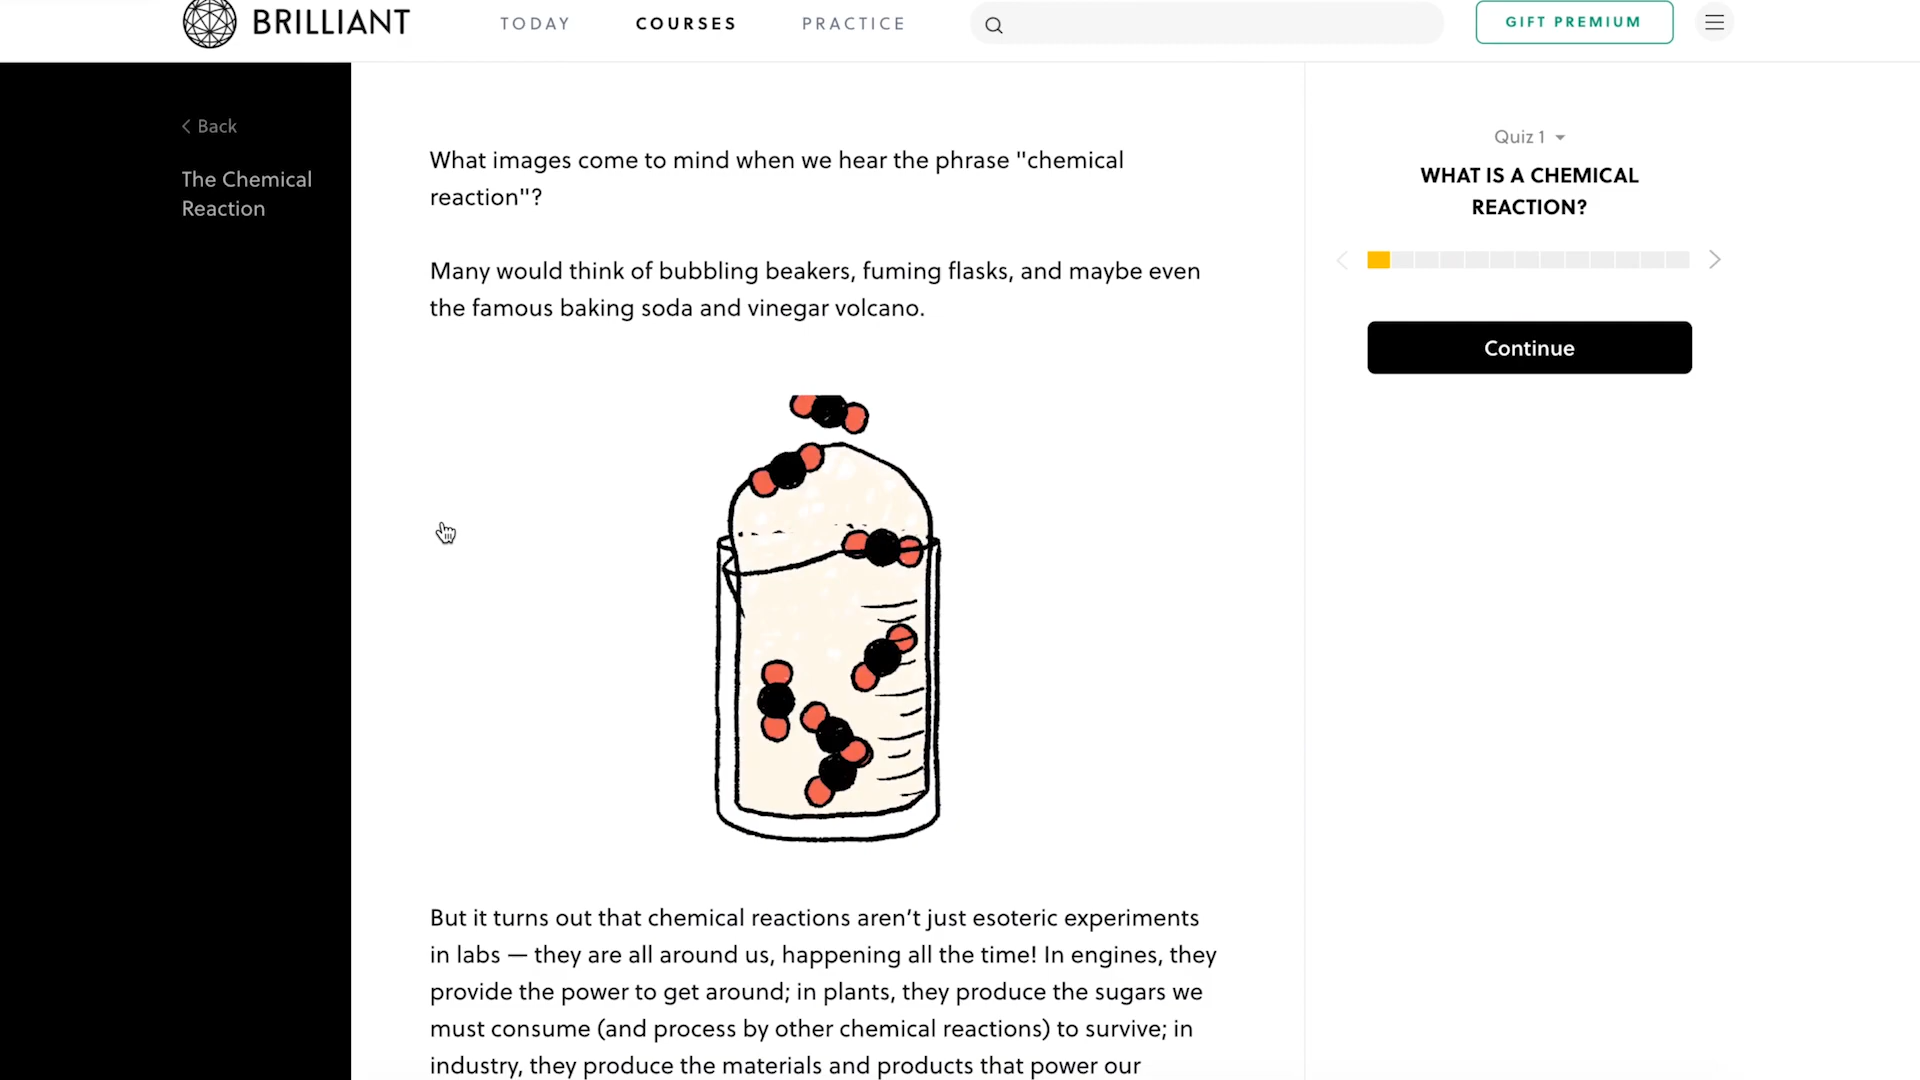 BRILLIANT
TODAY
COURSES
PRACTICE
GIFT PREMIUM
Back
The Chemical
Reaction
What images come to mind when we hear the phrase "chemical
reaction"?
Many would think of bubbling beakers, fuming flasks, and maybe even
the famous baking soda and vinegar volcano.
But it turns out that chemical reactions aren’t just esoteric experiments
in labs — they are all around us, happening all the time! In engines, they
provide the power to get around; in plants, they produce the sugars we
must consume (and process by other chemical reactions) to survive; in
industry, they produce the materials and products that power our
Quiz 1
WHAT IS A CHEMICAL
REACTION?
Continue